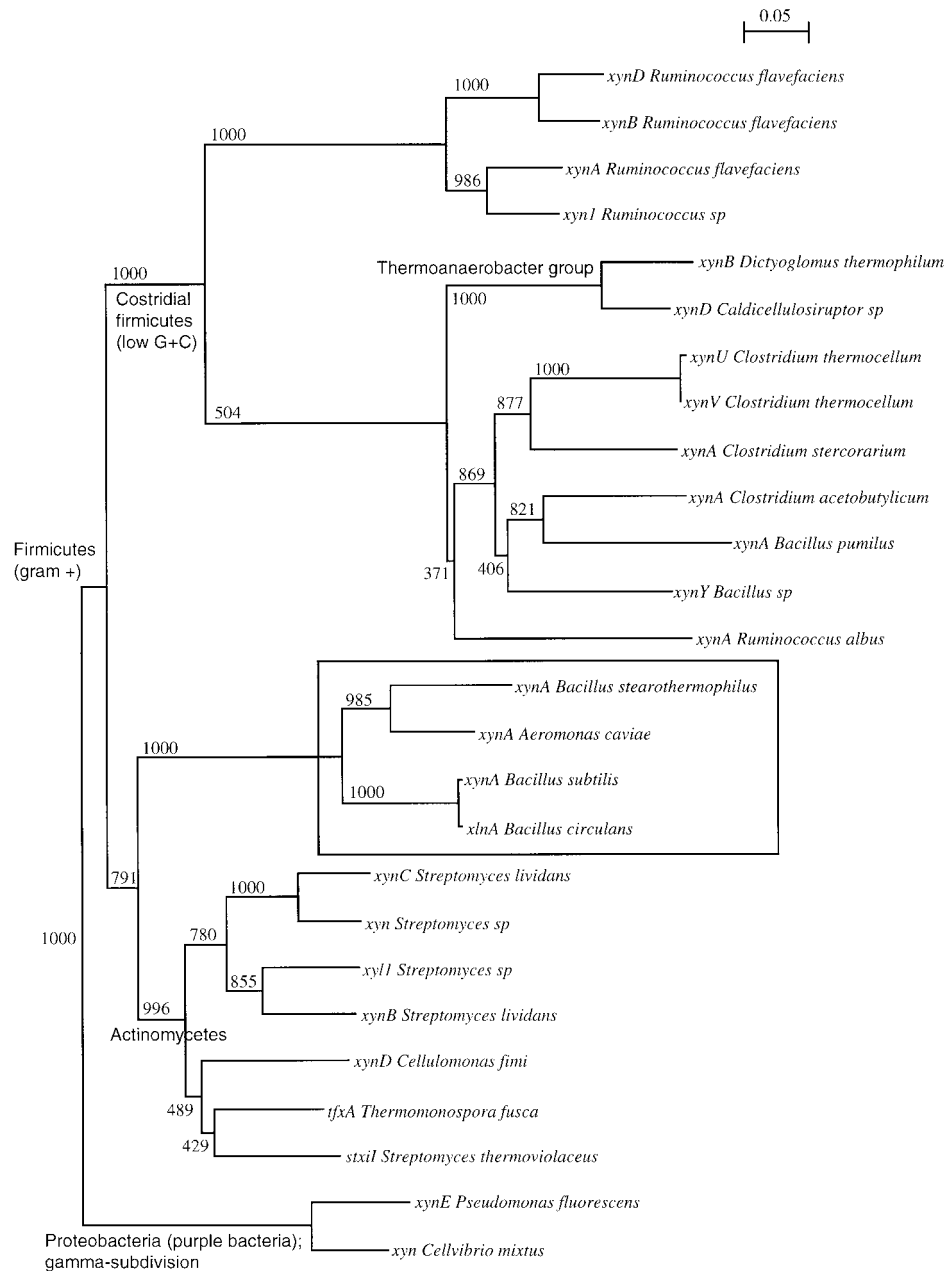 0.05
xynD Ruminococcus flavefaciens
1000
xynB Ruminococcus flavefaciens
1000
xynA Ruminococcus flavefaciens
986
xyn1 Ruminococcus sp
Thermoanaerobacter group
xynB Dictyoglomus thermophilum
1000
1000
Costridial
firmicutes
(low G+C)
xynD Caldicellulosiruptor sp
xynU Clostridium thermocellum
1000
xynV Clostridium thermocellum
877
504
xynA Clostridium stercorarium
869
xynA Clostridium acetobutylicum
821
xynA Bacillus pumilus
Firmicutes
(gram +)
371
406
xynY Bacillus sp
xynA Ruminococcus albus
xynA Bacillus stearothermophilus
985
xynA Aeromonas caviae
1000
xynA Bacillus subtilis
1000
xlnA Bacillus circulans
791
xynC Streptomyces lividans
1000
xyn Streptomyces sp
780
1000
xyl1 Streptomyces sp
855
996
xynB Streptomyces lividans
Actinomycetes
xynD Cellulomonas fimi
489
tfxA Thermomonospora fusca
429
stxiI Streptomyces thermoviolaceus
xynE Pseudomonas fluorescens
Proteobacteria (purple bacteria);
gamma-subdivision
xyn Cellvibrio mixtus